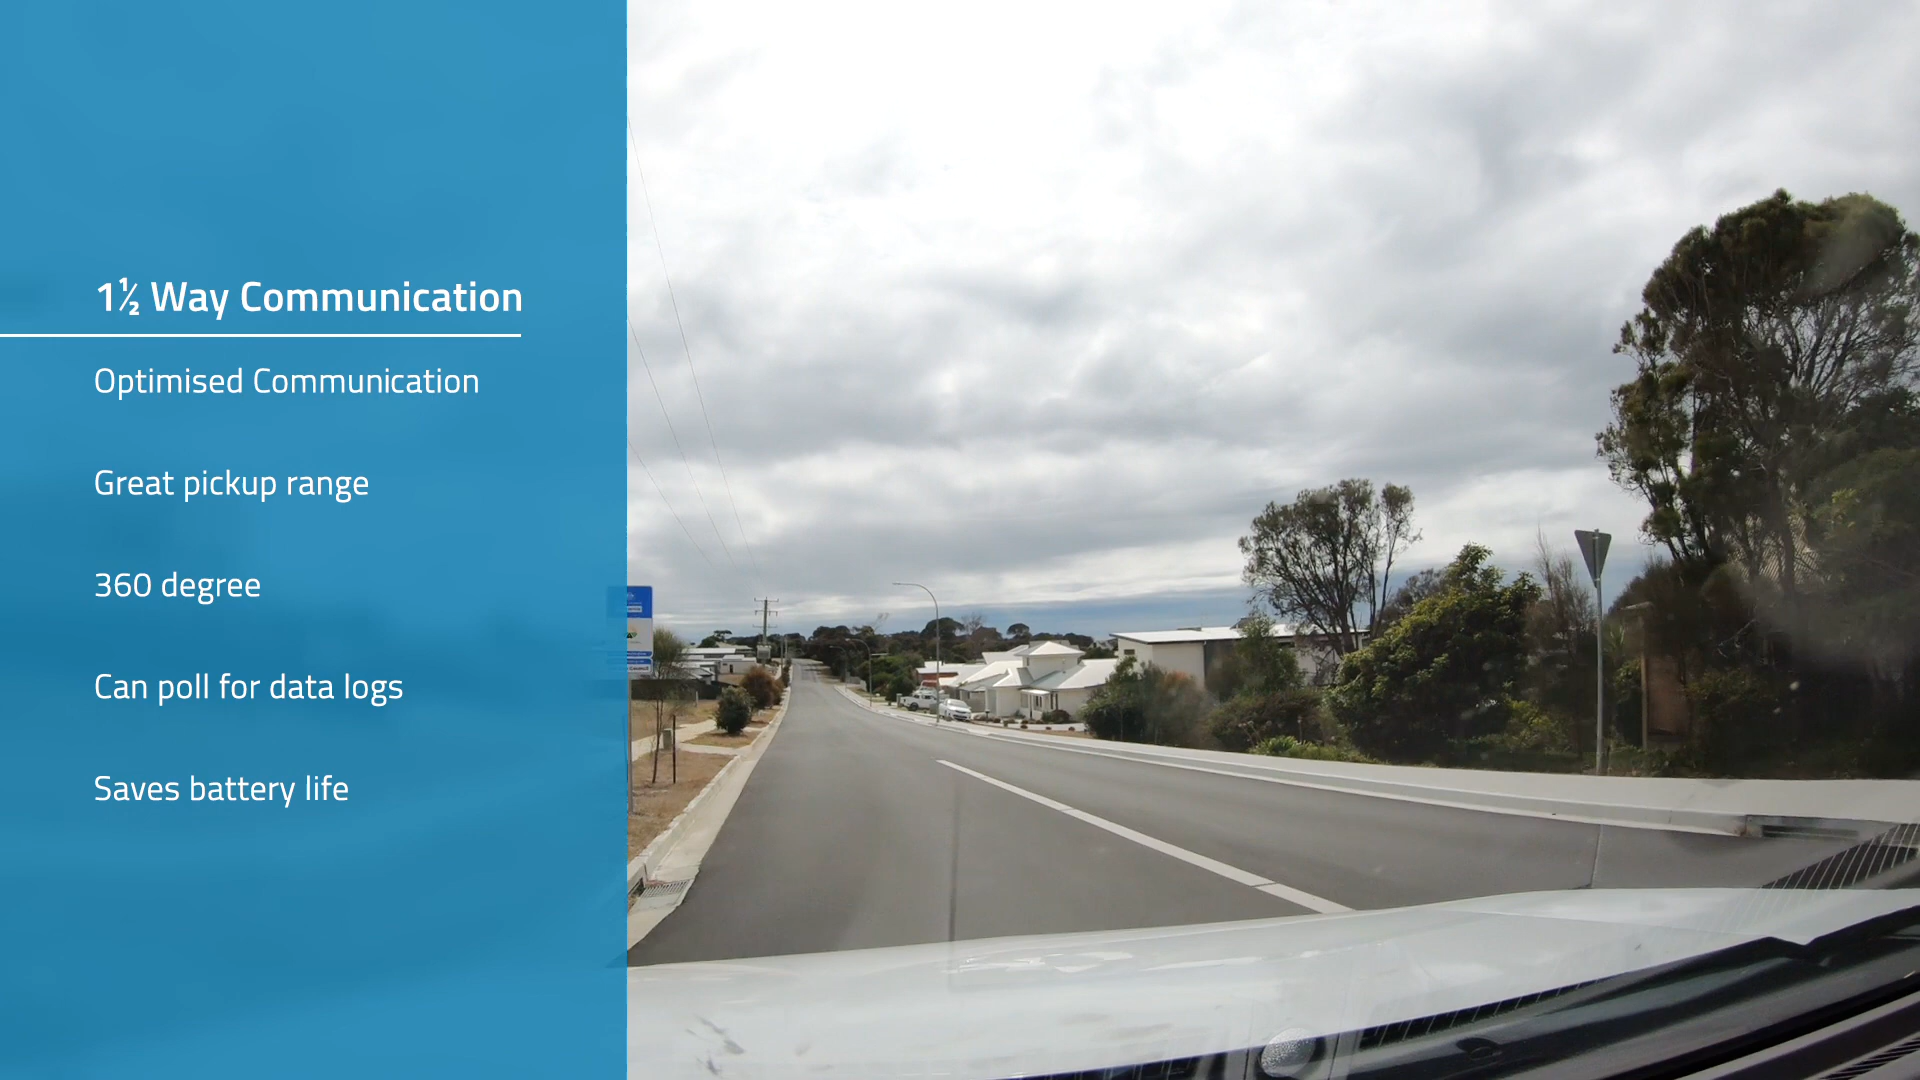 1½ Way Communication
Optimised Communication
Great pickup range
360 degree
Can poll for data logs
Saves battery life